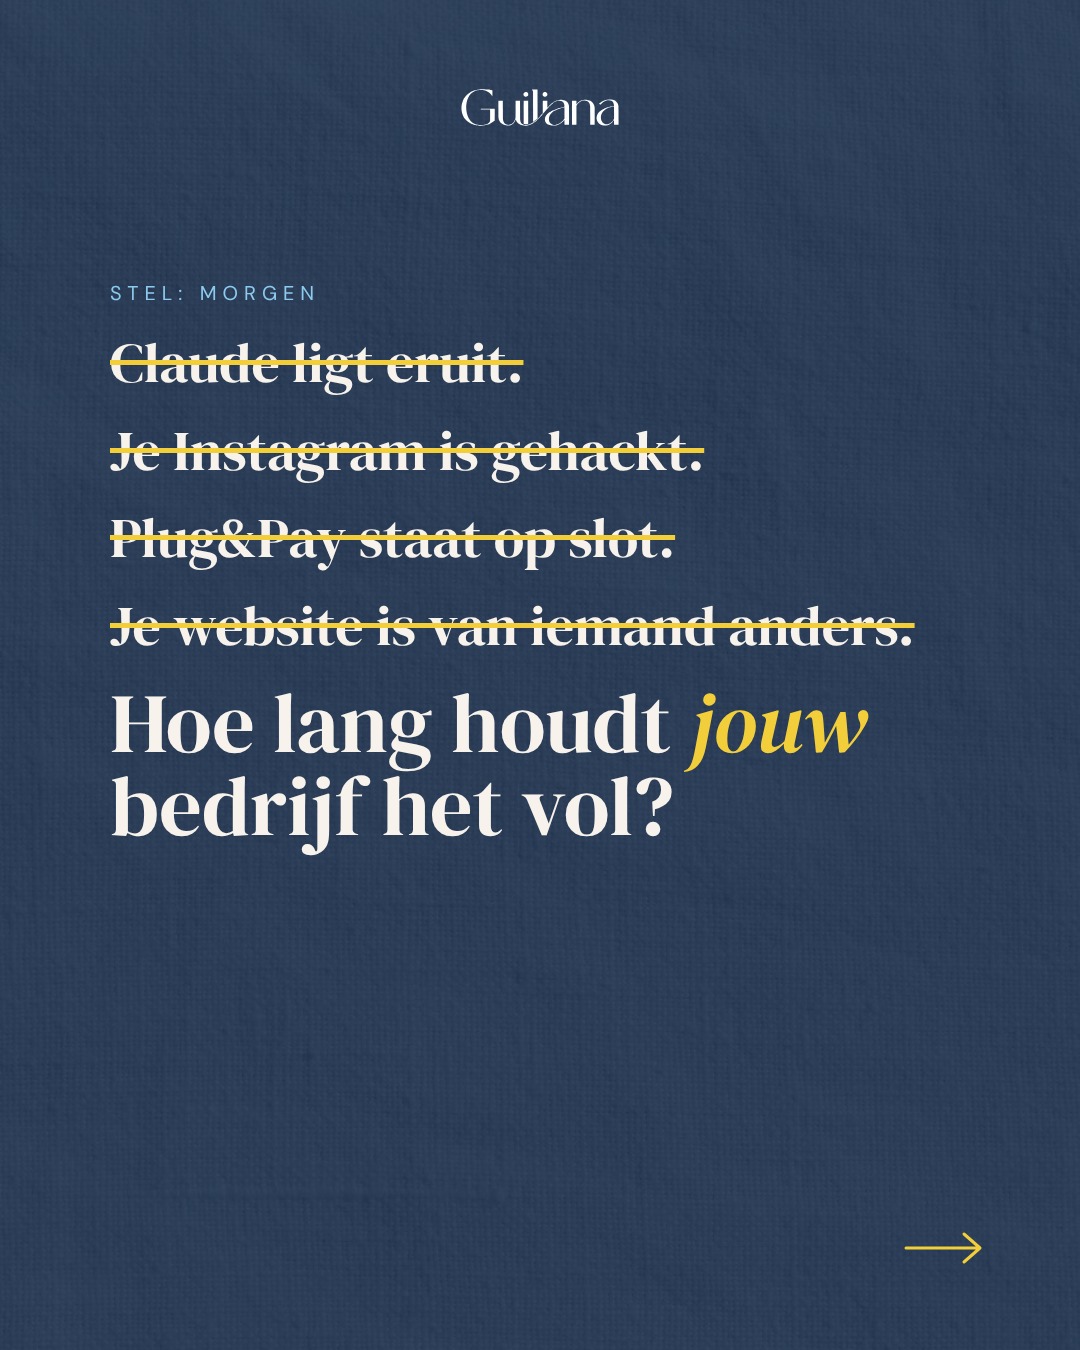 Guiliana
STEL: MORGEN
Claude ligt eruit.
Je Instagram is gehackt.
Plug&Pay staat op slot.
Je website is van iemand anders.
Hoe lang houdt jouw
bedrijf het vol?